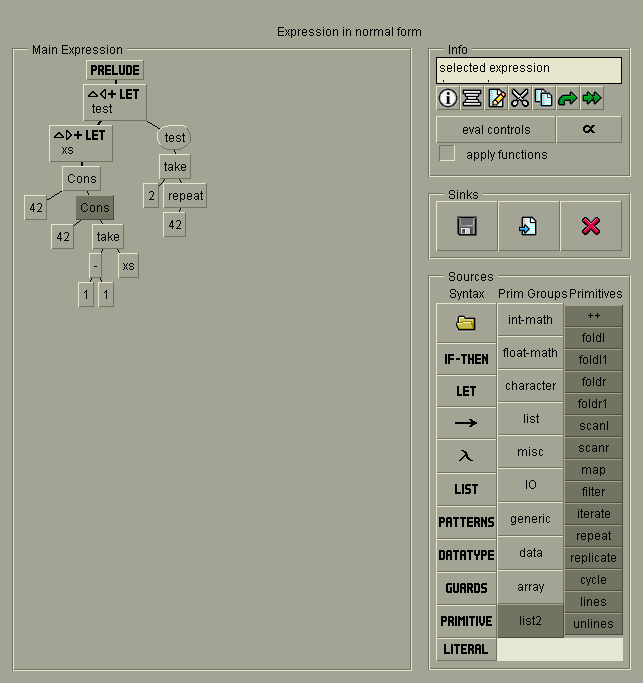 Expression in normal form
Main Expression
PRELUDE
LET
test
LET
xs
test
Cons
take
42
Cons
2
repeat
42
take
42
-
xs
1
1
Info
selected expression
eval controls
∝
apply functions
Sinks
Sources
Syntax
Prim Groups
Primitives
IF-THEN
LET
→
λ
LIST
PATTERNS
DATATYPE
GUARDS
PRIMITIVE
LITERAL
int-math
float-math
character
list
misc
IO
generic
data
array
list2
++
foldl
foldl1
foldr
foldr1
scanl
scanr
map
filter
iterate
repeat
replicate
cycle
lines
unlines